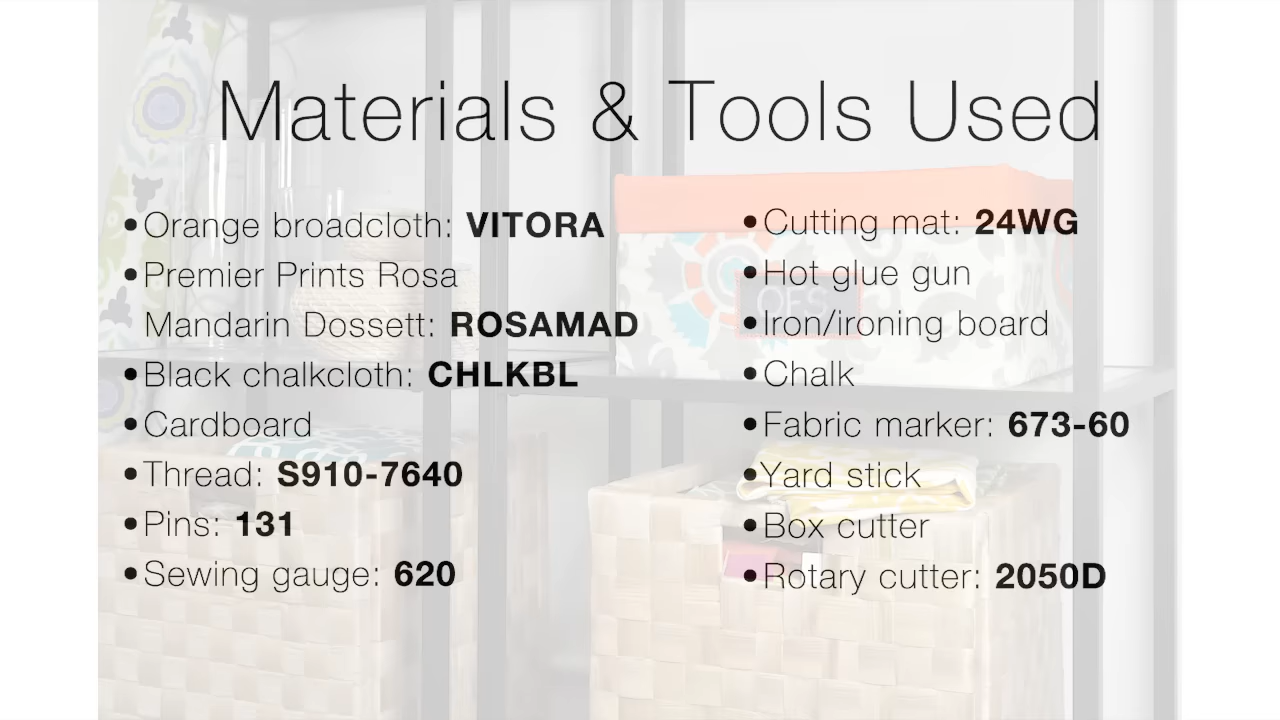 Materials & Tools Used
•Orange broadcloth: VITORA
•Premier Prints Rosa
Mandarin Dossett: ROSAMAD
•Black chalkcloth: CHLKBL
•Cardboard
•Thread: S910-7640
•Pins: 131
•Sewing gauge: 620
•Cutting mat: 24WG
•Hot glue gun
•Iron/ironing board
•Chalk
•Fabric marker: 673-60
•Yard stick
•Box cutter
•Rotary cutter: 2050D
OFS